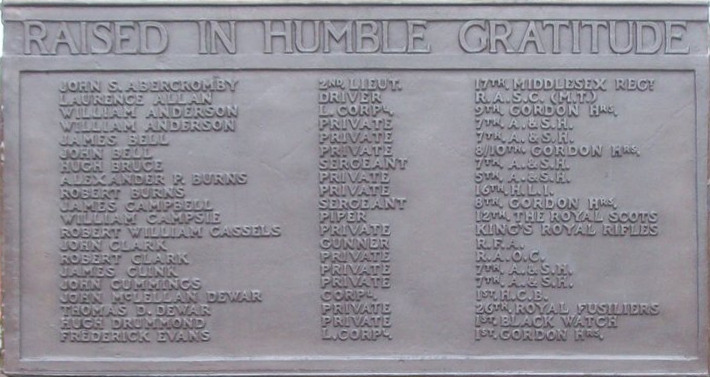 RAISED IN HUMBLE GRATITUDE
JOHN S. ABERCROMBY 2ND. LIEUT. 17TH. MIDDLESEX REGT
LAURENCE ALLAN DRIVER R.A.S.C. (M.T.)
WILLIAM ANDERSON L. CORPL. 9TH. GORDON HRS.
WILLIAM ANDERSON PRIVATE 7TH. A. & S.H.
JAMES BELL PRIVATE 7TH. A. & S.H.
JOHN BELL PRIVATE 8/10TH. GORDON HRS.
HUGH BRUCE SERGEANT 7TH. A. & S.H.
ALEXANDER P. BURNS PRIVATE 5TH. A. & S.H.
ROBERT BURNS PRIVATE 16TH. H.L.I.
JAMES CAMPBELL SERGEANT 8TH. GORDON HRS.
WILLIAM CAMPSIE PIPER 12TH. THE ROYAL SCOTS
ROBERT WILLIAM CASSELS PRIVATE KING'S ROYAL RIFLES
JOHN CLARK GUNNER R.F.A.
ROBERT CLARK PRIVATE R.A.O.C.
JAMES CLINK PRIVATE 7TH. A. & S.H.
JOHN CUMMINGS PRIVATE 7TH. A. & S.H.
JOHN MCLELLAN DEWAR CORPL. 1ST. H.C.B.
THOMAS D. DEWAR PRIVATE 26TH. ROYAL FUSILIERS
HUGH DRUMMOND PRIVATE 1ST. BLACK WATCH
FREDERICK EVANS L. CORPL. 1ST. GORDON HRS.